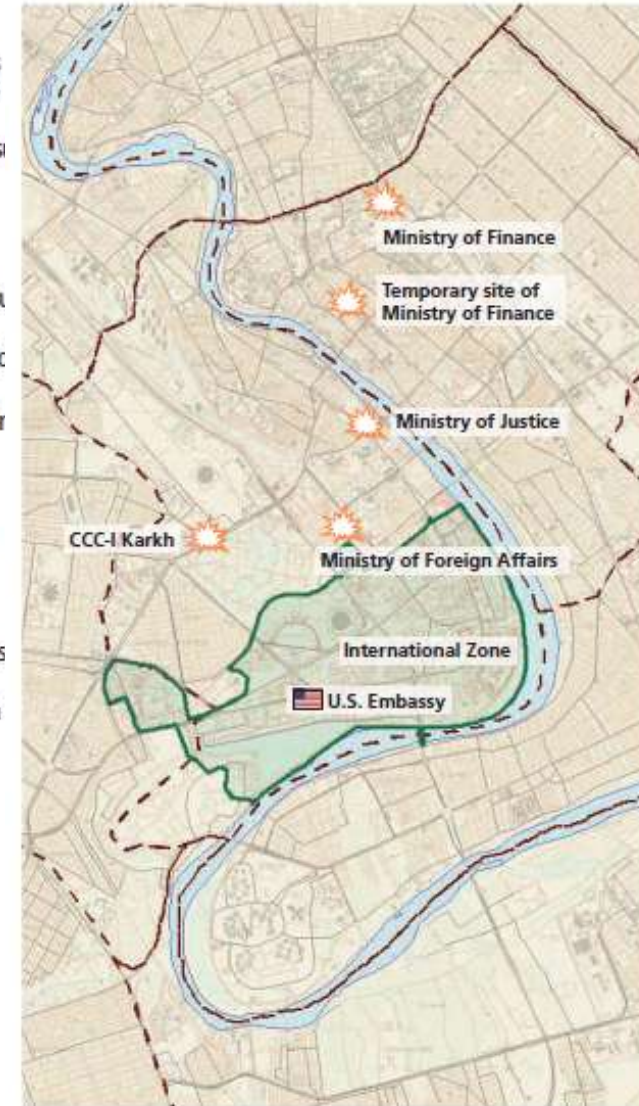 Ministry of Finance
Temporary site of
Ministry of Finance
Ministry of Justice
CCC-I Karkh
Ministry of Foreign Affairs
International Zone
U.S. Embassy